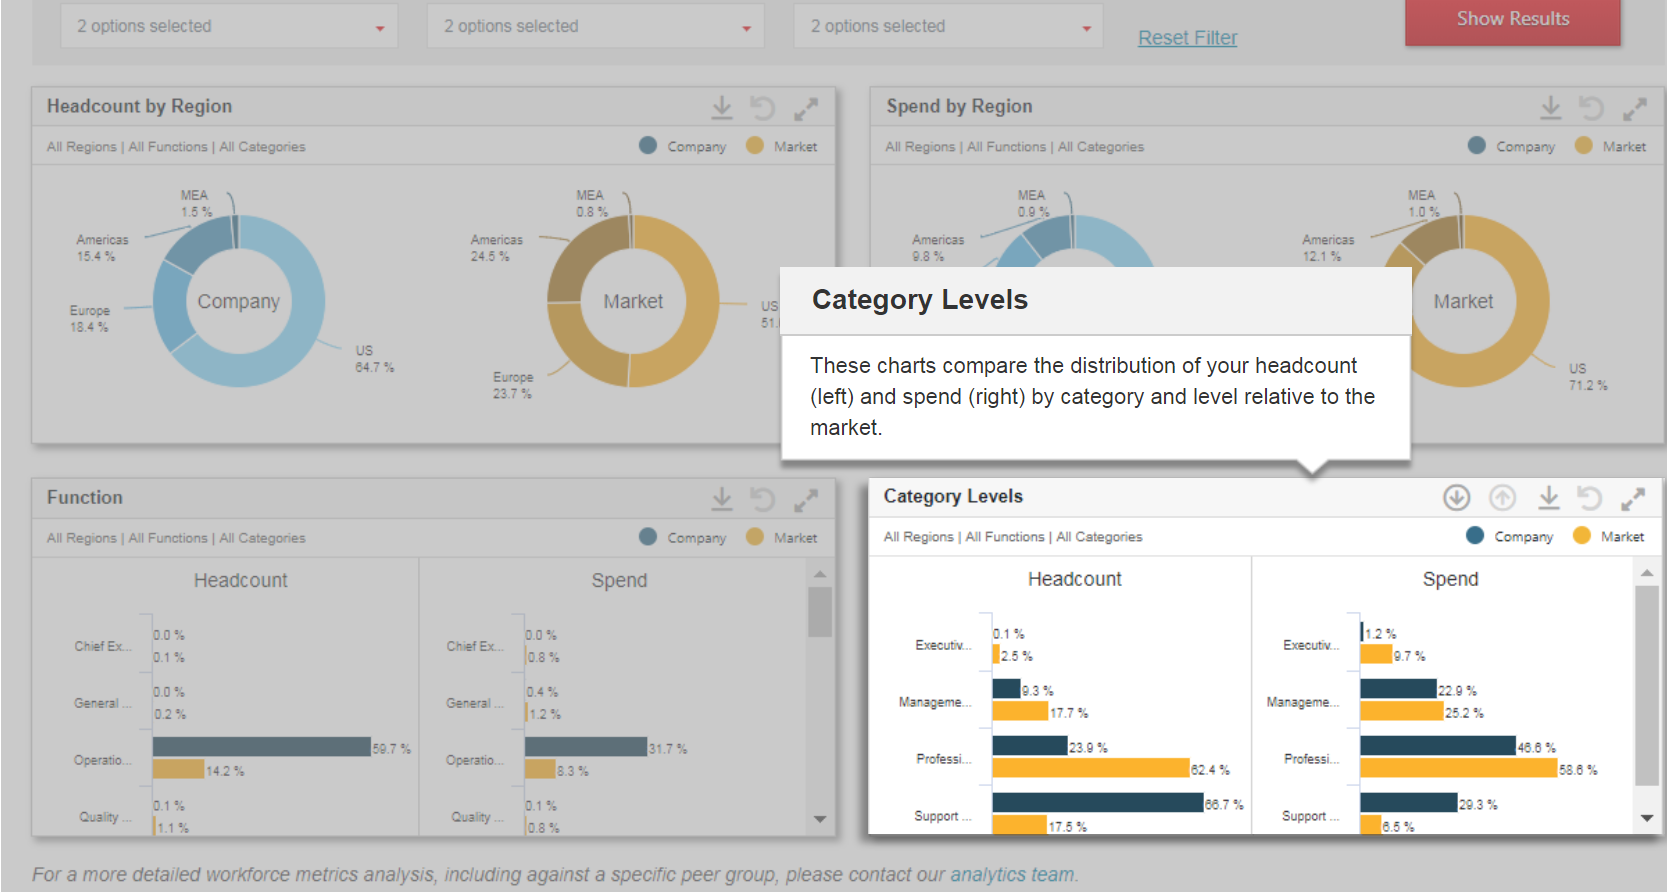 2 options selected
2 options selected
2 options selected
Reset Filter
Show Results
Headcount by Region
All Regions | All Functions | All Categories
Company
Market
MEA
1.5 %
Americas
15.4 %
Europe
18.4 %
US
64.7 %
Company
MEA
0.8 %
Americas
24.5 %
Europe
23.7 %
US
51.
Market
Spend by Region
All Regions | All Functions | All Categories
Company
Market
MEA
0.9 %
Americas
9.8 %
MEA
1.0 %
Americas
12.1 %
Market
US
71.2 %
Category Levels
These charts compare the distribution of your headcount
(left) and spend (right) by category and level relative to the
market.
Function
All Regions | All Functions | All Categories
Company
Market
Headcount
Chief Ex...
0.0 %
0.1 %
General ...
0.0 %
0.2 %
Operatio...
59.7 %
14.2 %
Quality ...
0.1 %
1.1 %
Spend
Chief Ex...
0.0 %
0.8 %
General ...
0.4 %
1.2 %
Operatio...
31.7 %
8.3 %
Quality ...
0.1 %
0.8 %
Category Levels
All Regions | All Functions | All Categories
Company
Market
Headcount
Executiv...
0.1 %
2.5 %
Manageme...
9.3 %
17.7 %
Professi...
23.9 %
62.4 %
Support ...
66.7 %
17.5 %
Spend
Executiv...
1.2 %
9.7 %
Manageme...
22.9 %
25.2 %
Professi...
46.6 %
58.6 %
Support ...
29.3 %
6.5 %
For a more detailed workforce metrics analysis, including against a specific peer group, please contact our analytics team.